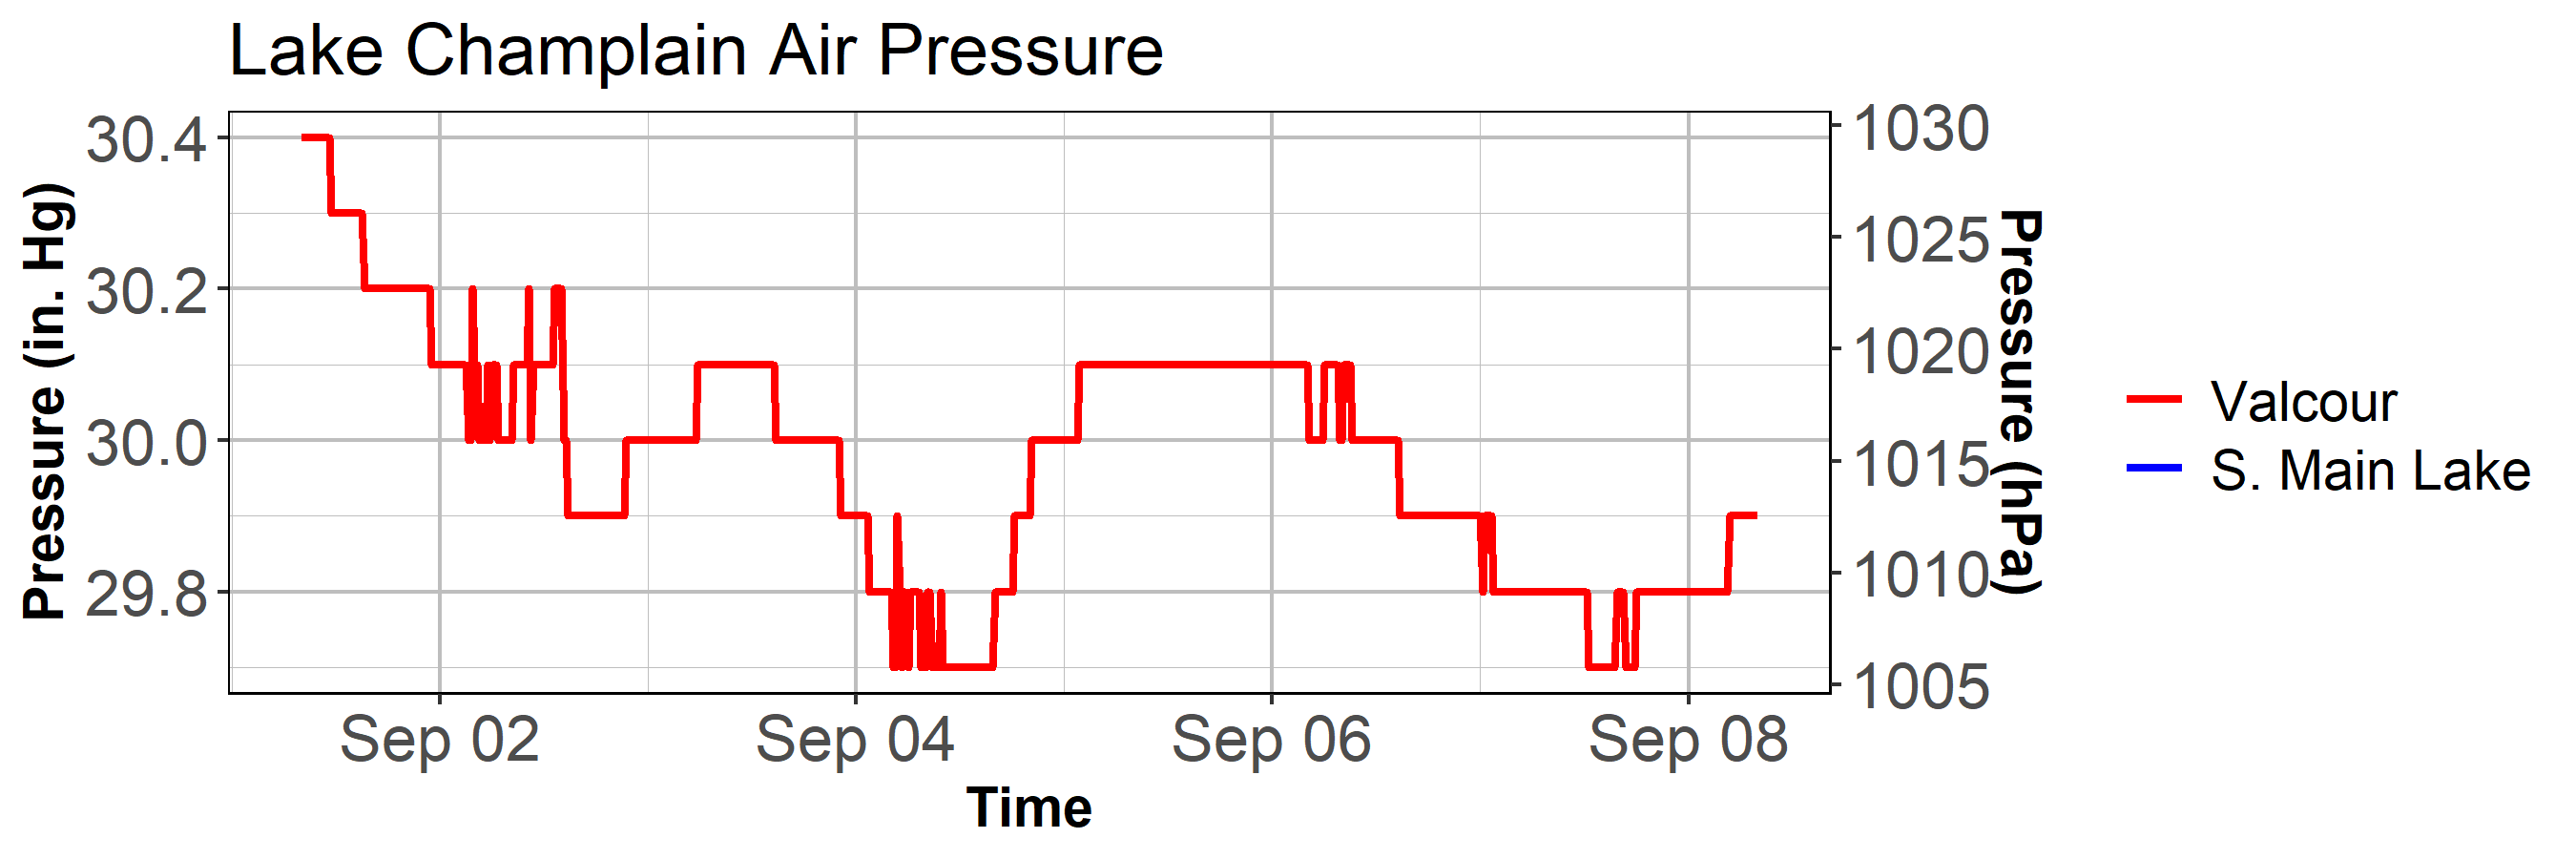 Lake Champlain Air Pressure
Pressure (in. Hg)
30.4
30.2
30.0
29.8
1030
1025
1020
1015
1010
1005
Pressure (hPa)
Sep 02 Sep 04 Sep 06 Sep 08
Time
Valcour
S. Main Lake